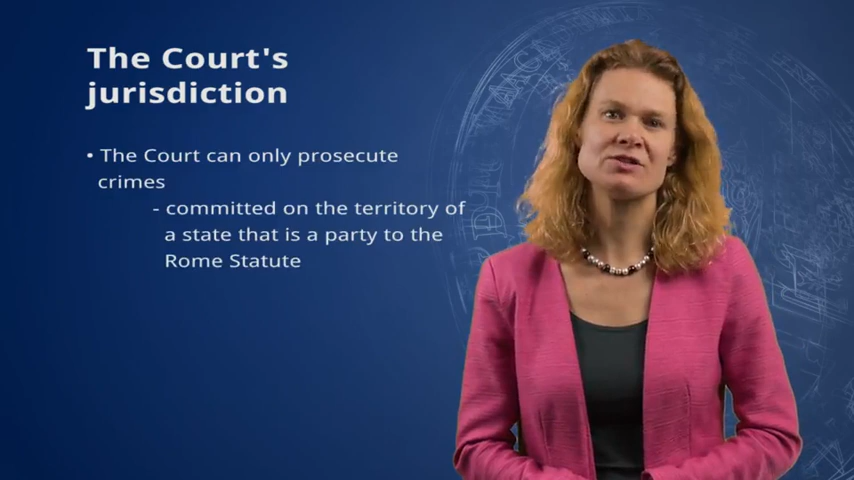 The Court's
jurisdiction
• The Court can only prosecute
crimes
- committed on the territory of
a state that is a party to the
Rome Statute